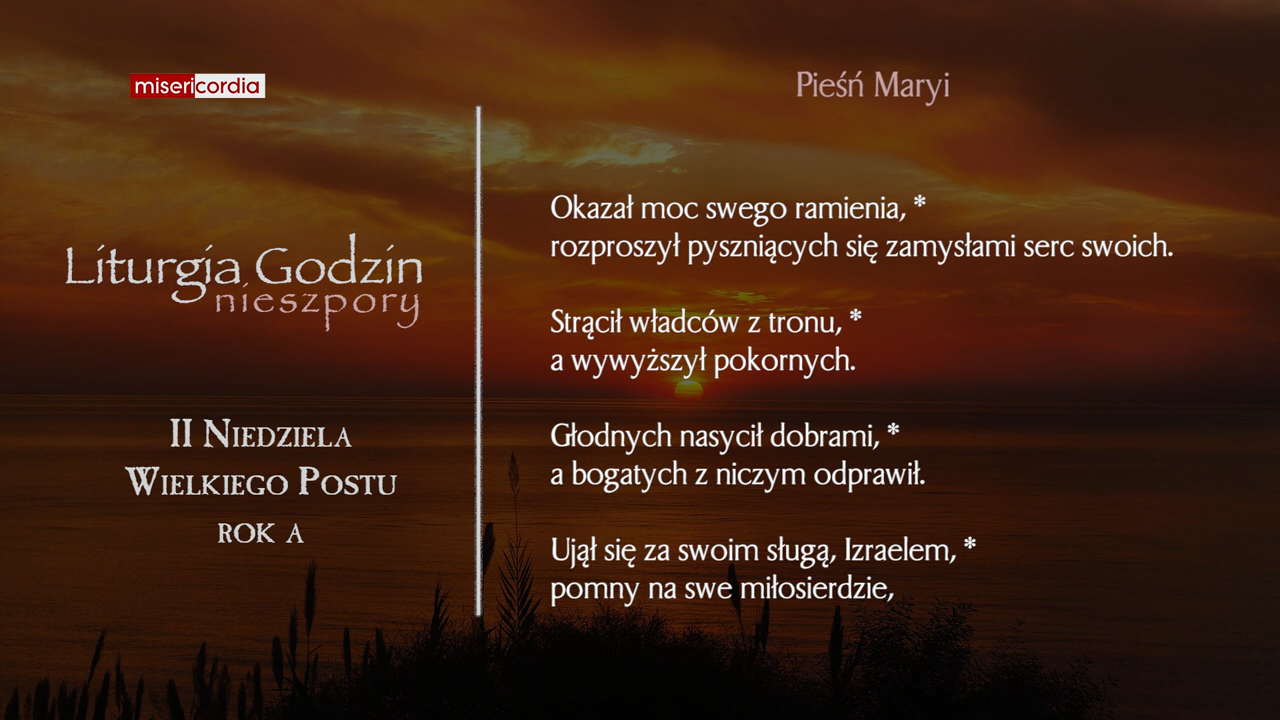 misericordia
Liturgia Godzin
nieszpory
II Niedziela
Wielkiego Postu
rok a
Pieśń Maryi
Okazał moc swego ramienia, *
rozproszył pyszniących się zamysłami serc swoich.
Strącił władców z tronu, *
a wywyższył pokornych.
Głodnych nasycił dobrami, *
a bogatych z niczym odprawił.
Ujął się za swoim sługą, Izraelem, *
pomny na swe miłosierdzie,